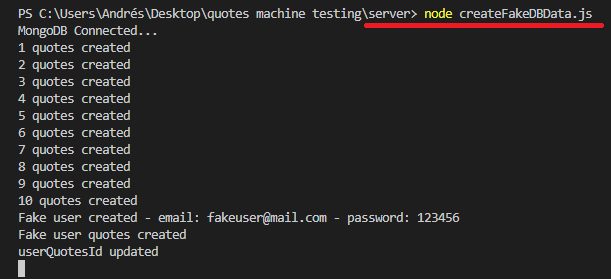 PS C:\Users\Andrés\Desktop\quotes machine testing\server> node createFakeDBData.js
MongoDB Connected...
1 quotes created
2 quotes created
3 quotes created
4 quotes created
5 quotes created
6 quotes created
7 quotes created
8 quotes created
9 quotes created
10 quotes created
Fake user created - email: fakeuser@mail.com - password: 123456
Fake user quotes created
userQuotesId updated